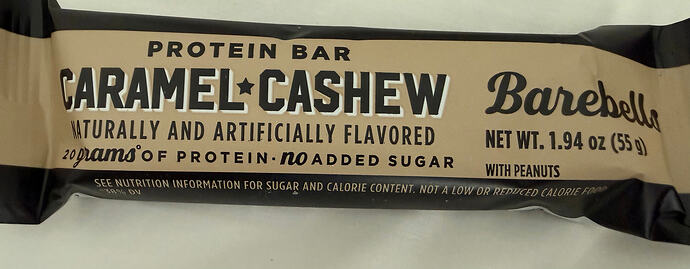 PROTEIN BAR
CARAMEL★CASHEW
NATURALLY AND ARTIFICIALLY FLAVORED
20 grams° OF PROTEIN · no ADDED SUGAR
SEE NUTRITION INFORMATION FOR SUGAR AND CALORIE CONTENT. NOT A LOW OR REDUCED CALORIE FOOD
°38% DV
Barebells
NET WT. 1.94 oz (55 g)
WITH PEANUTS